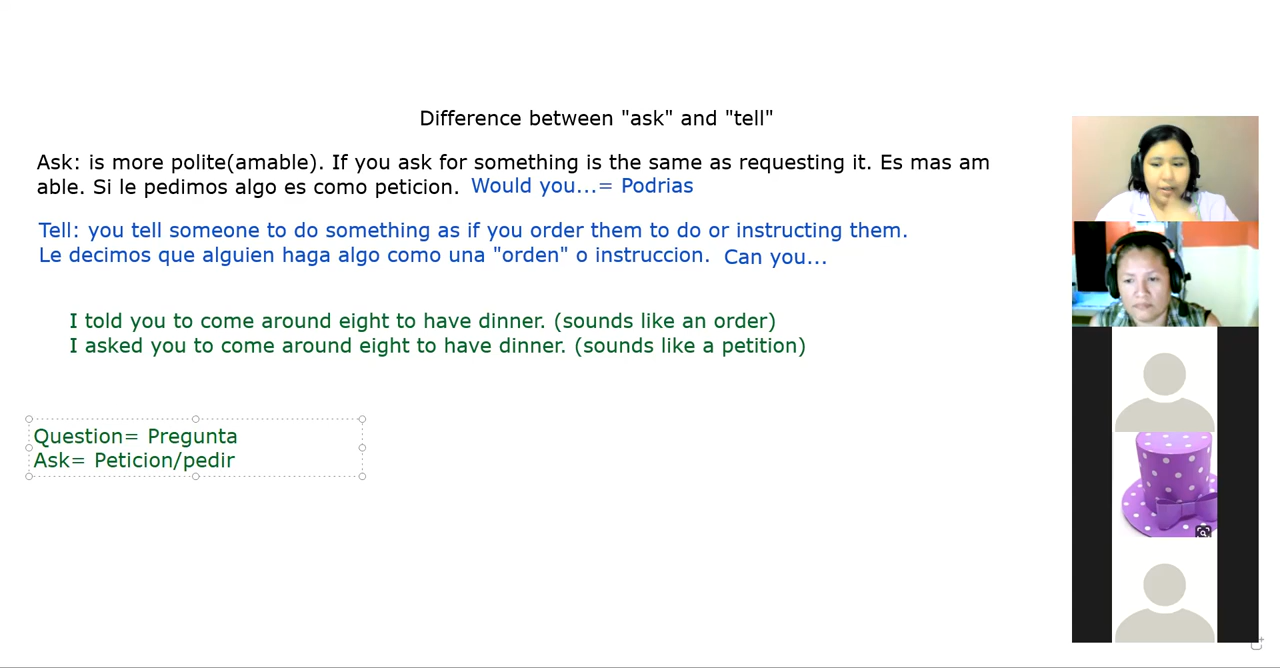 Difference between "ask" and "tell"
Ask: is more polite(amable). If you ask for something is the same as requesting it. Es mas am
able. Si le pedimos algo es como peticion. Would you...= Podrias
Tell: you tell someone to do something as if you order them to do or instructing them.
Le decimos que alguien haga algo como una "orden" o instruccion. Can you...
I told you to come around eight to have dinner. (sounds like an order)
I asked you to come around eight to have dinner. (sounds like a petition)
Question= Pregunta
Ask= Peticion/pedir